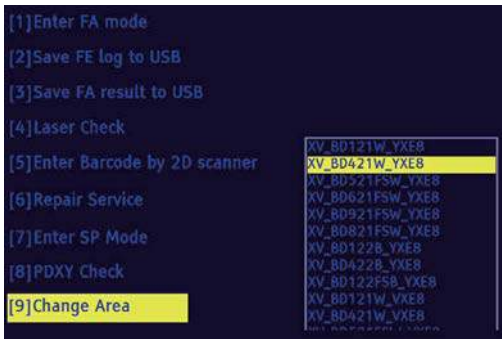 [1]Enter FA mode
[2]Save FE log to USB
[3]Save FA result to USB
[4]Laser Check
[5]Enter Barcode by 2D scanner
[6]Repair Service
[7]Enter SP Mode
[8]PDXY Check
[9]Change Area
XV_BD121W_YXE8
XV_BD421W_YXE8
XV_BD521FSW_YXE8
XV_BD621FSW_YXE8
XV_BD921FSW_YXE8
XV_BD821FSW_YXE8
XV_BD122B_YXE8
XV_BD422B_YXE8
XV_BD122FSB_YXE8
XV_BD121W_VXE8
XV_BD421W_VXE8